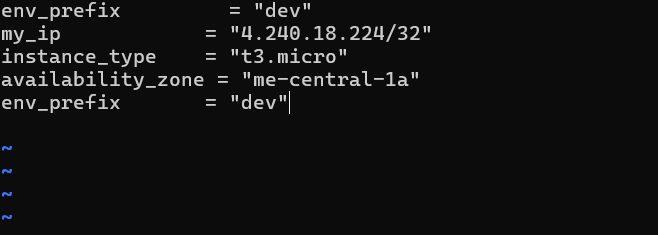 env_prefix         = "dev"
my_ip            = "4.240.18.224/32"
instance_type    = "t3.micro"
availability_zone = "me-central-1a"
env_prefix       = "dev"
~
~
~
~